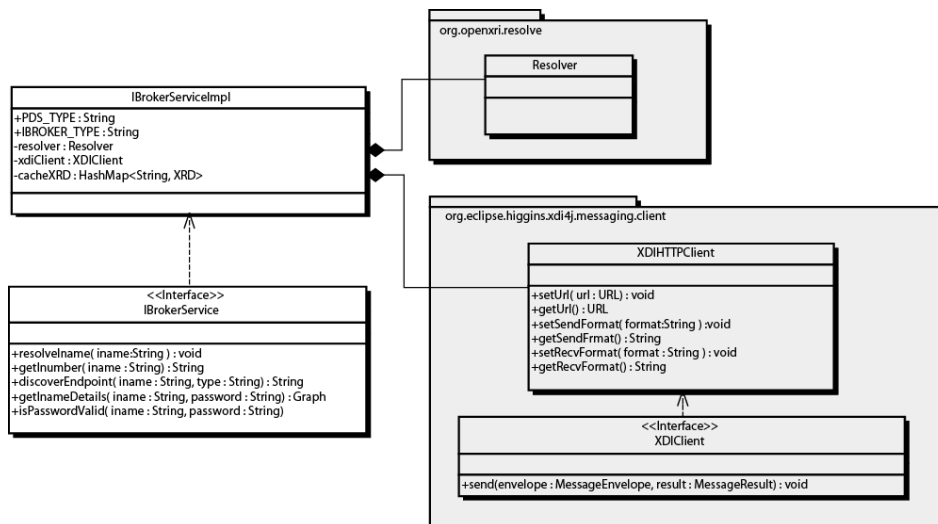 org.openxri.resolve
Resolver
IBrokerServiceImpl
+PDS_TYPE : String
+IBROKER_TYPE : String
-resolver : Resolver
-xdiClient : XDIClient
-cacheXRD : HashMap<String, XRD>
org.eclipse.higgins.xdi4j.messaging.client
XDIHTTPClient
+setUrl( url : URL) : void
+getUrl() : URL
+setSendFormat( format:String ) :void
+getSendFrmat() : String
+setRecvFormat( format : String ) : void
+getRecvFormat() : String
<<Interface>>
IBrokerService
+resolveIname( iname:String ) : void
+getInumber( iname : String) : String
+discoverEndpoint( iname : String, type : String) : String
+getInameDetails( iname : String, password : String) : Graph
+isPasswordValid( iname : String, password : String)
<<Interface>>
XDIClient
+send(envelope : MessageEnvelope, result : MessageResult) : void